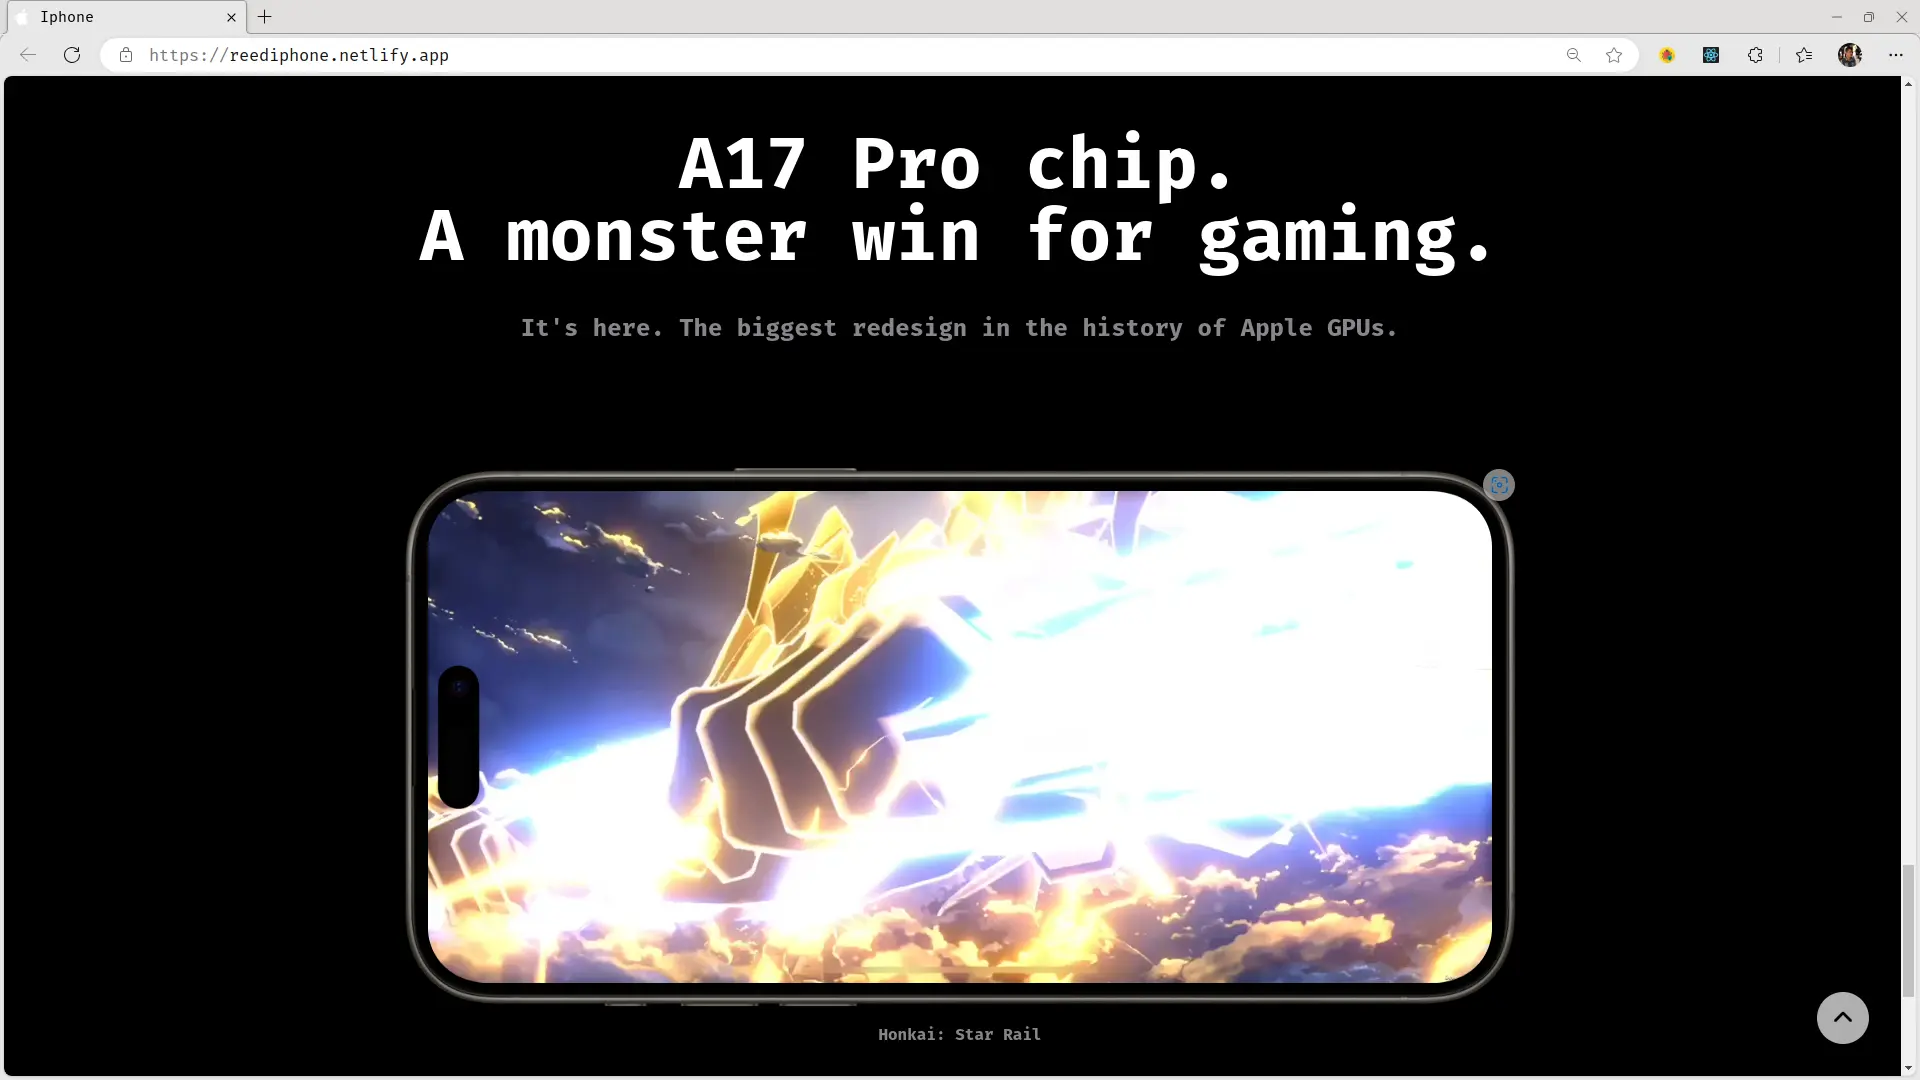 Iphone
https://reediphone.netlify.app
A17 Pro chip.
A monster win for gaming.
It's here. The biggest redesign in the history of Apple GPUs.
Honkai: Star Rail